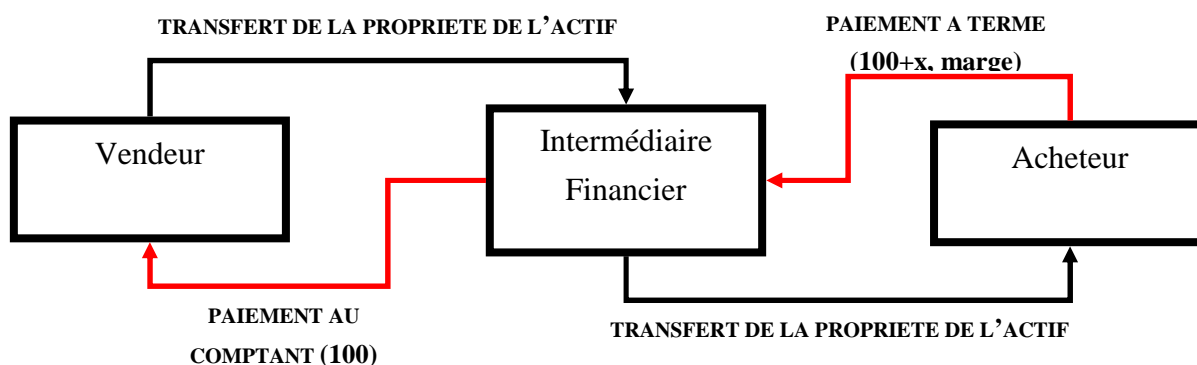 TRANSFERT DE LA PROPRIETE DE L’ACTIF
PAIEMENT A TERME
(100+x, marge)
Vendeur
Intermédiaire
Financier
Acheteur
PAIEMENT AU
COMPTANT (100)
TRANSFERT DE LA PROPRIETE DE L’ACTIF